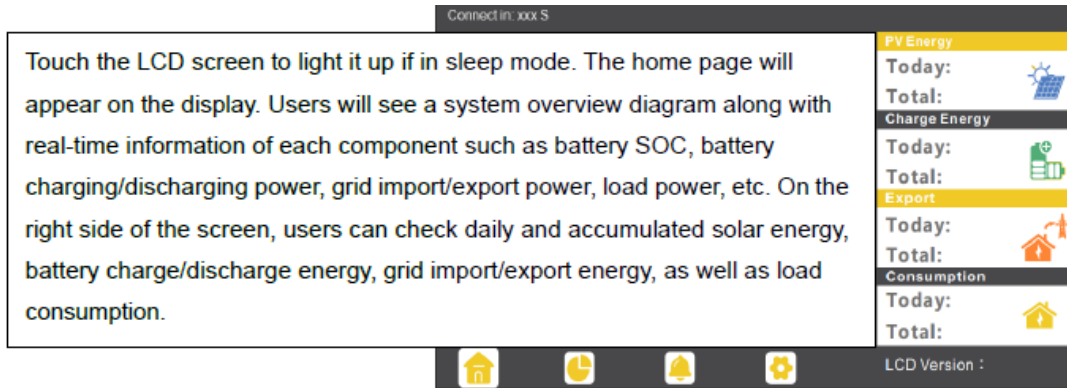 Connect in: xxx S
Touch the LCD screen to light it up if in sleep mode. The home page will
appear on the display. Users will see a system overview diagram along with
real-time information of each component such as battery SOC, battery
charging/discharging power, grid import/export power, load power, etc. On the
right side of the screen, users can check daily and accumulated solar energy,
battery charge/discharge energy, grid import/export energy, as well as load
consumption.
PV Energy
Today:
Total:
Charge Energy
Today:
Total:
Export
Today:
Total:
Consumption
Today:
Total:
LCD Version :